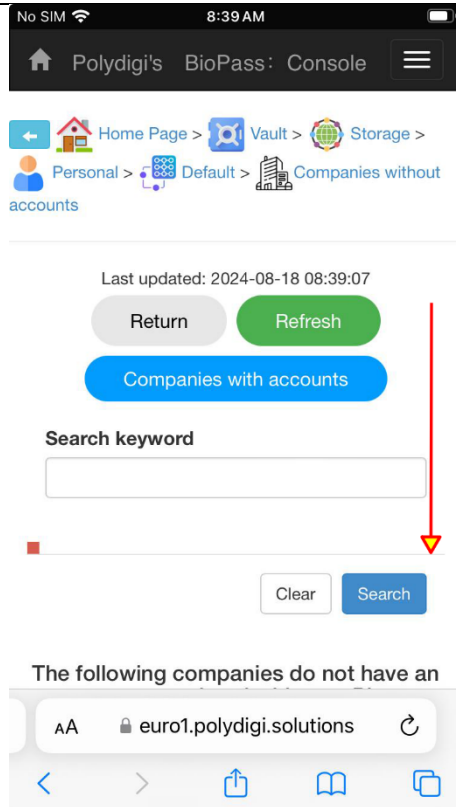 No SIM 8:39 AM
Polydigi's BioPass: Console
Home Page > Vault > Storage >
Personal > Default > Companies without
accounts
Last updated: 2024-08-18 08:39:07
Return Refresh
Companies with accounts
Search keyword
Clear Search
The following companies do not have an
AA euro1.polydigi.solutions